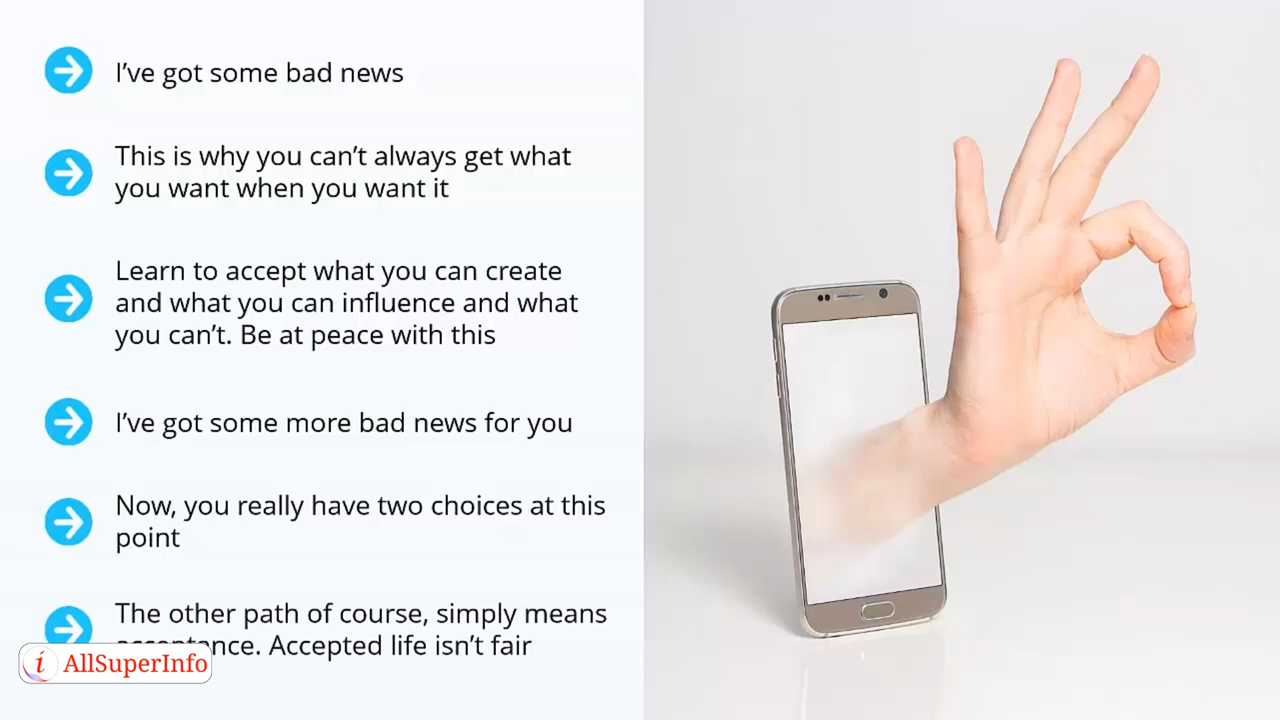 I've got some bad news
This is why you can't always get what
you want when you want it
Learn to accept what you can create
and what you can influence and what
you can't. Be at peace with this
I've got some more bad news for you
Now, you really have two choices at this
point
The other path of course, simply means
acceptance. Accepted life isn't fair
i AllSuperInfo